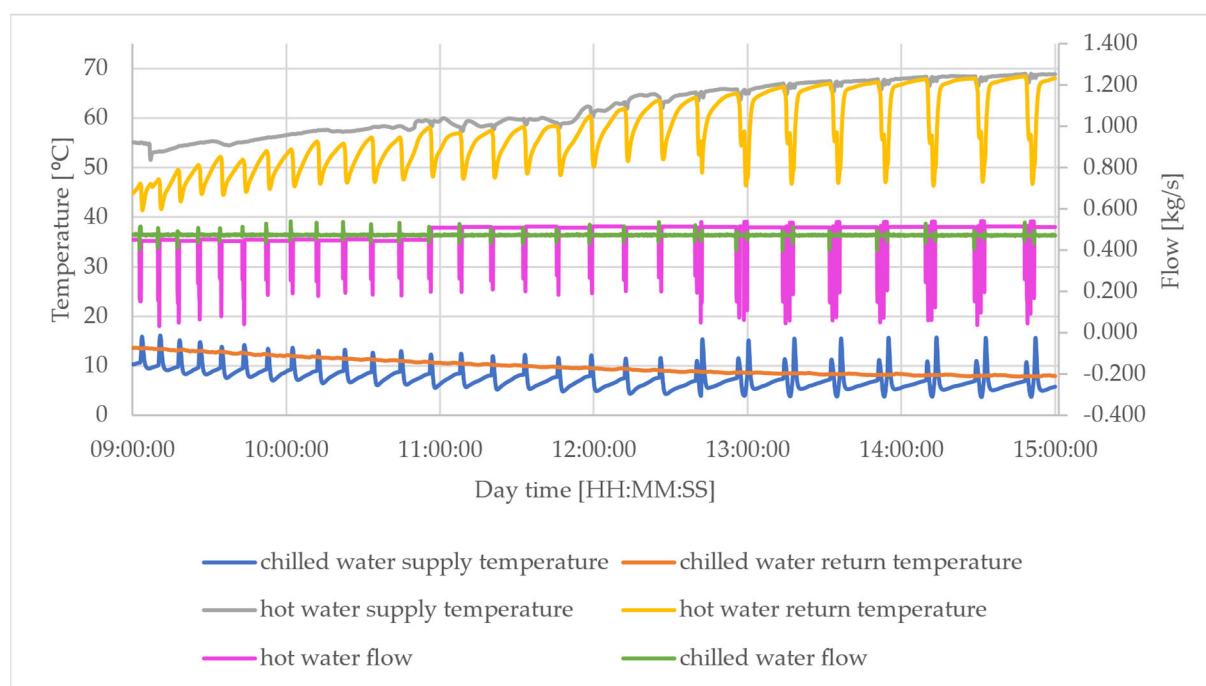 Temperature [ºC]
70
60
50
40
30
20
10
0
1.400
1.200
1.000
0.800
0.600
0.400
0.200
0.000
-0.200
-0.400
Flow [kg/s]
09:00:00 10:00:00 11:00:00 12:00:00 13:00:00 14:00:00 15:00:00
Day time [HH:MM:SS]
chilled water supply temperature chilled water return temperature
hot water supply temperature hot water return temperature
hot water flow chilled water flow